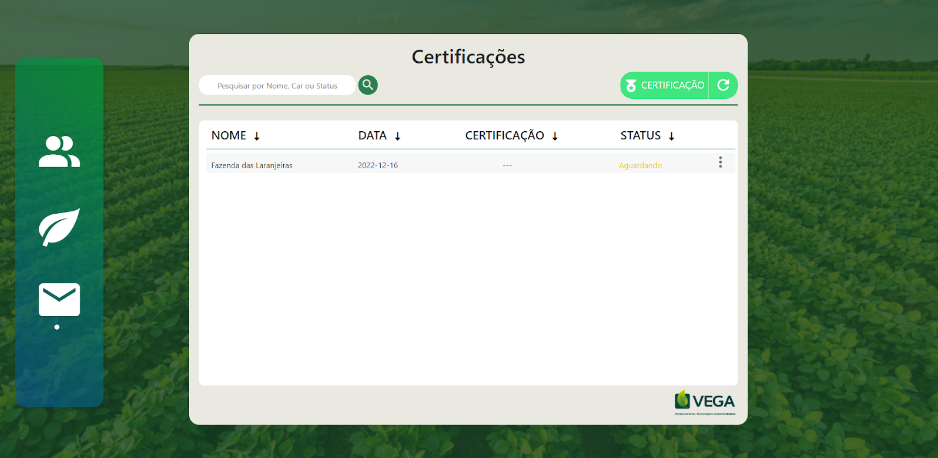 Certificações
Pesquisar por Nome, Car ou Status
CERTIFICAÇÃO
NOME DATA CERTIFICAÇÃO STATUS
Fazenda das Laranjeiras 2022-12-16 --- Aguardando
VEGA